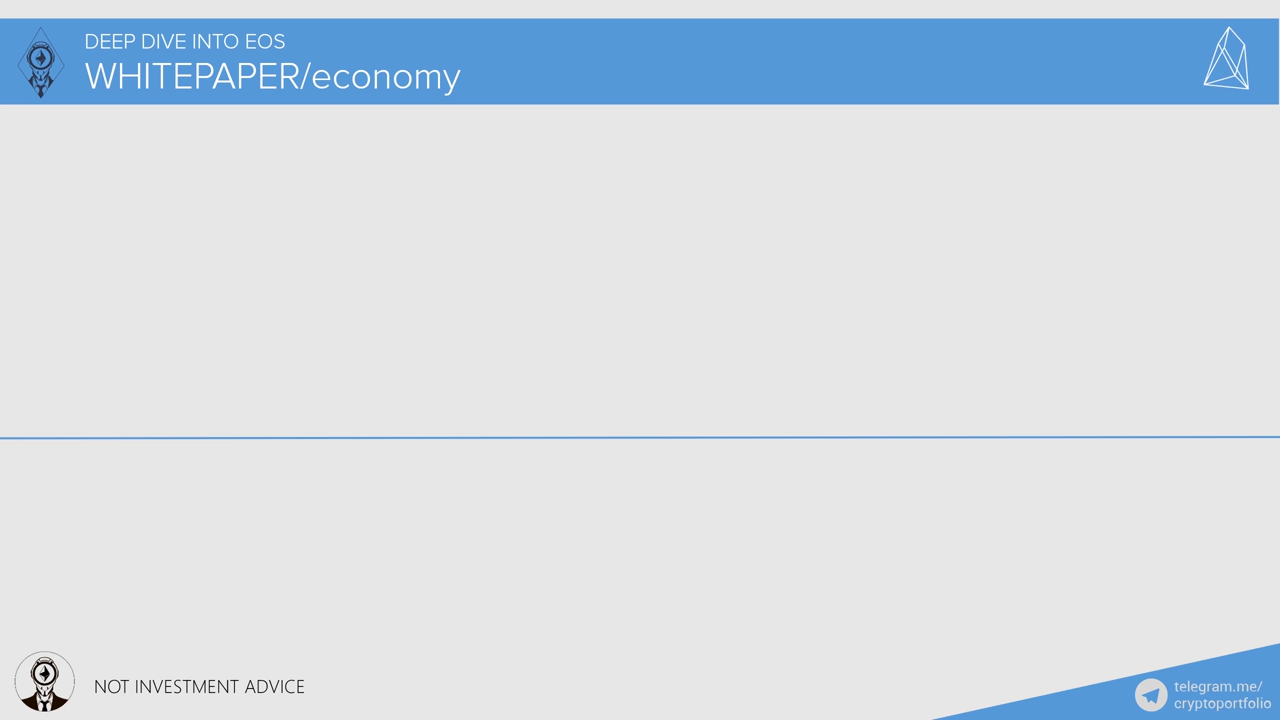 DEEP DIVE INTO EOS
WHITEPAPER/economy
NOT INVESTMENT ADVICE
telegram.me/
cryptoportfolio